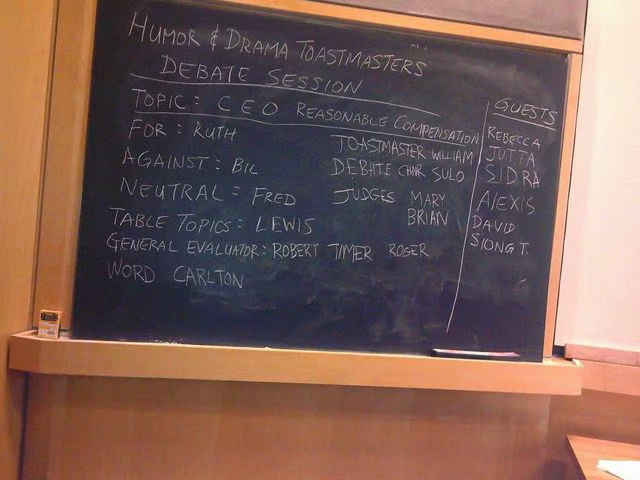 HUMOR & DRAMA TOASTMASTERS
DEBATE SESSION
TOPIC: CEO REASONABLE COMPENSATION
FOR: RUTH
AGAINST: BIL
NEUTRAL: FRED
TABLE TOPICS: LEWIS
GENERAL EVALUATOR: ROBERT TIMER ROGER
WORD CARLTON
TOASTMASTER WILLIAM
DEBATE CHAIR SULO
JUDGES MARY
BRIAN
GUESTS
REBECCA
JUTTA
SIDRA
ALEXIS
DAVID
SIONG T.